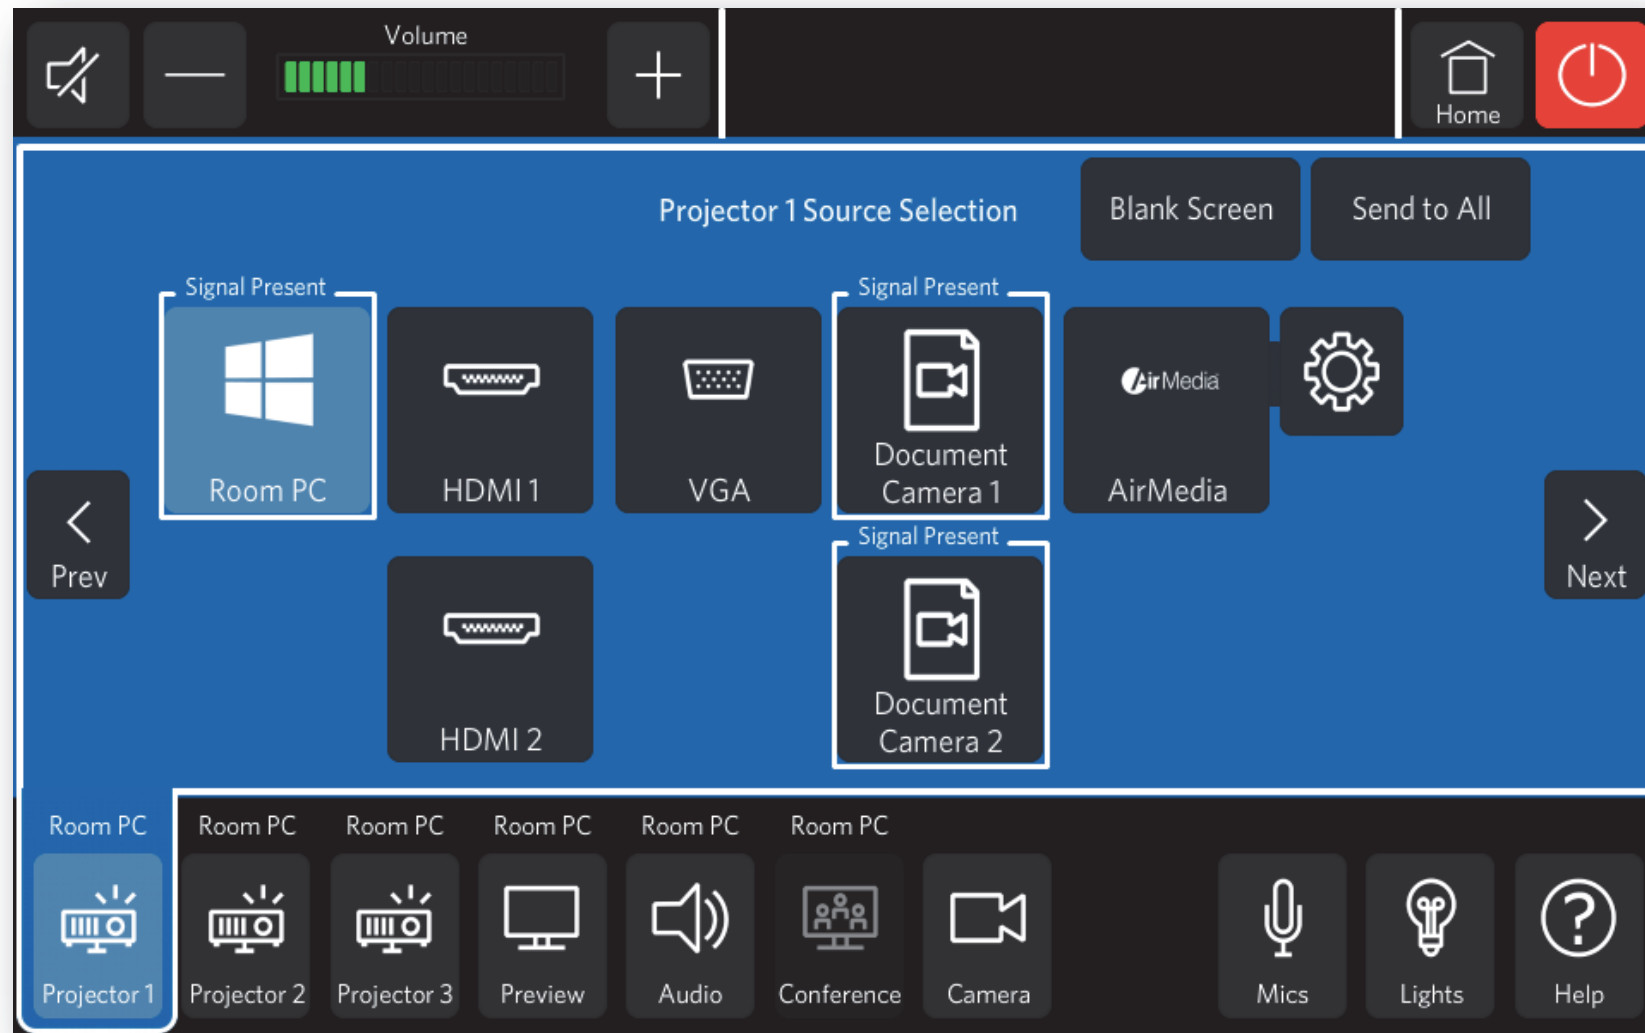 Volume
Home
Projector 1 Source Selection
Blank Screen
Send to All
Signal Present
Signal Present
Room PC
HDMI 1
VGA
Document
Camera 1
AirMedia
AirMedia
Prev
Next
Signal Present
HDMI 2
Document
Camera 2
Room PC
Room PC
Room PC
Room PC
Room PC
Room PC
Projector 1
Projector 2
Projector 3
Preview
Audio
Conference
Camera
Mics
Lights
Help